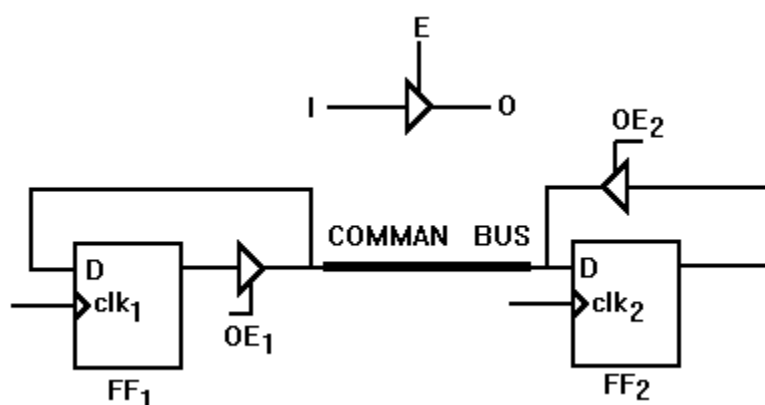 E
I
O
OE2
COMMAN BUS
D
clk1
OE1
FF1
D
clk2
FF2